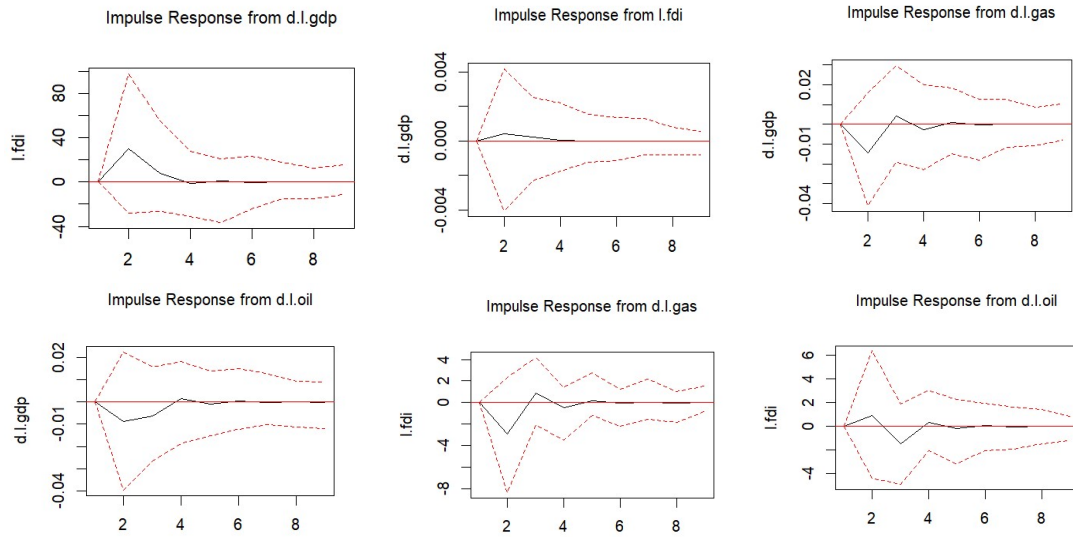 Impulse Response from d.l.gdp
l.fdi
80
40
0
-40
2 4 6 8
Impulse Response from l.fdi
d.l.gdp
0.004
0.000
-0.004
2 4 6 8
Impulse Response from d.l.gas
d.l.gdp
0.02
-0.01
-0.04
2 4 6 8
Impulse Response from d.l.oil
d.l.gdp
0.02
-0.01
-0.04
2 4 6 8
Impulse Response from d.l.gas
l.fdi
4
2
0
-4
-8
2 4 6 8
Impulse Response from d.l.oil
l.fdi
6
4
2
0
-4
2 4 6 8